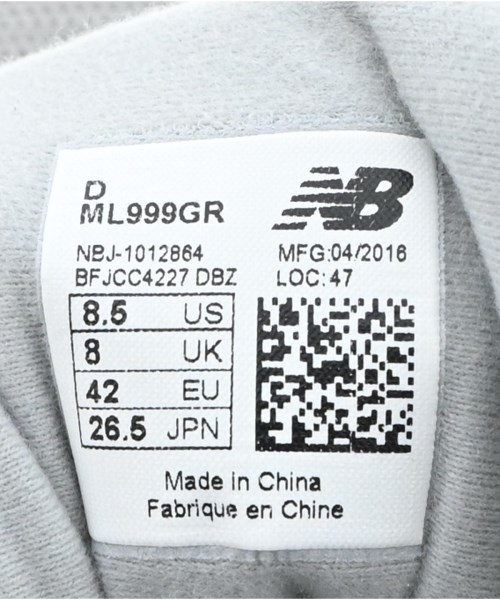 D
ML999GR
NB
NBJ-1012864
BFJCC4227 DBZ
MFG:04/2016
LOC: 47
8.5 US
8 UK
42 EU
26.5 JPN
Made in China
Fabrique en Chine